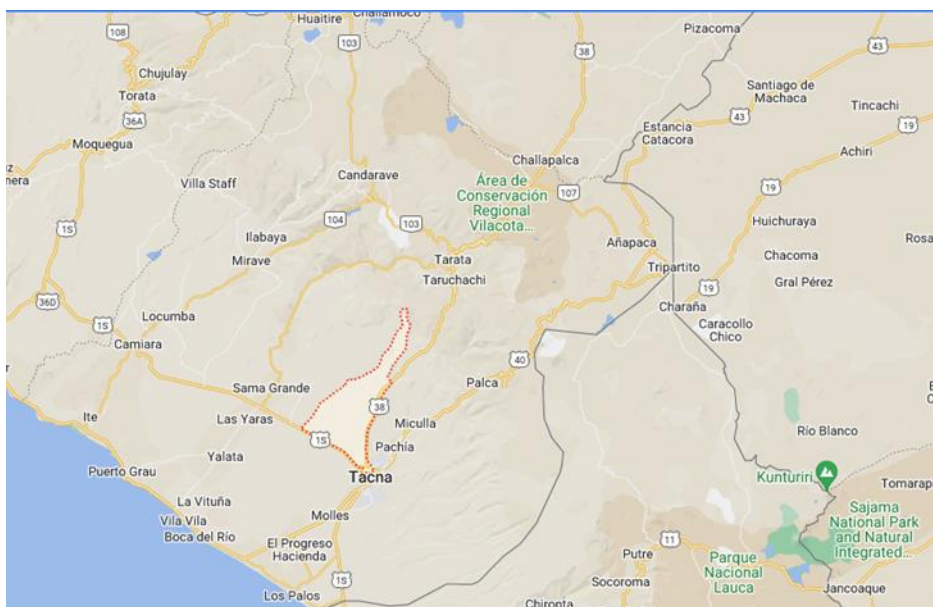 Huaitire
Challamoco
108
103
38
Pizacoma
43
Chujulay
Torata
36A
Moquegua
Santiago de
Machaca
43
Tincachi
19
Estancia
Catacora
Achiri
Villa Staff
Candarave
Challapalca
Área de
Conservación
Regional
Vilacota...
107
19
1S
104
103
Ilabaya
Mirave
Huichuraya
Añapaca
Rosa
Chacoma
Tarata
Taruchachi
Tripartito
Gral Pérez
19
Charaña
36D
1S
Locumba
Camiara
Caracollo
Chico
40
Palca
Sama Grande
38
Ite
Las Yaras
1S
Miculla
Pachía
Río Blanco
Yalata
Puerto Grau
Tacna
Kunturiri
Tomarap
La Vituña
Vila Vila
Boca del Río
Molles
Sajama
National Park
and Natural
Integrated...
El Progreso
Hacienda
11
Putre
Parque
Nacional
Lauca
1S
Socoroma
Jancoaque
Los Palos
Chiropta